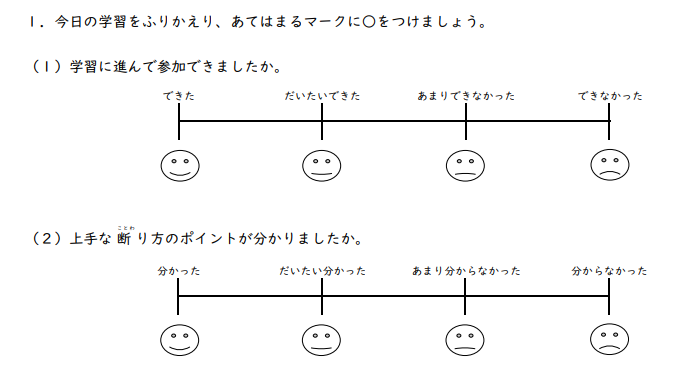 １．今日の学習をふりかえり、あてはまるマークに〇をつけましょう。
（１）学習に進んで参加できましたか。
できた　だいたいできた　あまりできなかった　できなかった
（２）上手な断り方のポイントが分かりましたか。
ことわ
分かった　だいたい分かった　あまり分からなかった　分からなかった